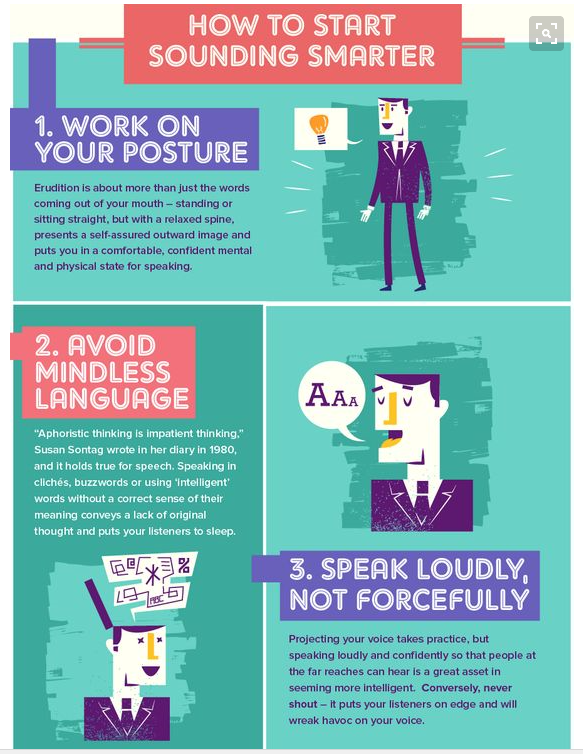 HOW TO START
SOUNDING SMARTER
1. WORK ON
YOUR POSTURE
Erudition is about more than just the words
coming out of your mouth – standing or
sitting straight, but with a relaxed spine,
presents a self-assured outward image and
puts you in a comfortable, confident mental
and physical state for speaking.
2. AVOID
MINDLESS
LANGUAGE
“Aphoristic thinking is impatient thinking,”
Susan Sontag wrote in her diary in 1980,
and it holds true for speech. Speaking in
clichés, buzzwords or using ‘intelligent’
words without a correct sense of their
meaning conveys a lack of original
thought and puts your listeners to sleep.
@ %
ABC
AAA
3. SPEAK LOUDLY,
NOT FORCEFULLY
Projecting your voice takes practice, but
speaking loudly and confidently so that people at
the far reaches can hear is a great asset in
seeming more intelligent. Conversely, never
shout – it puts your listeners on edge and will
wreak havoc on your voice.